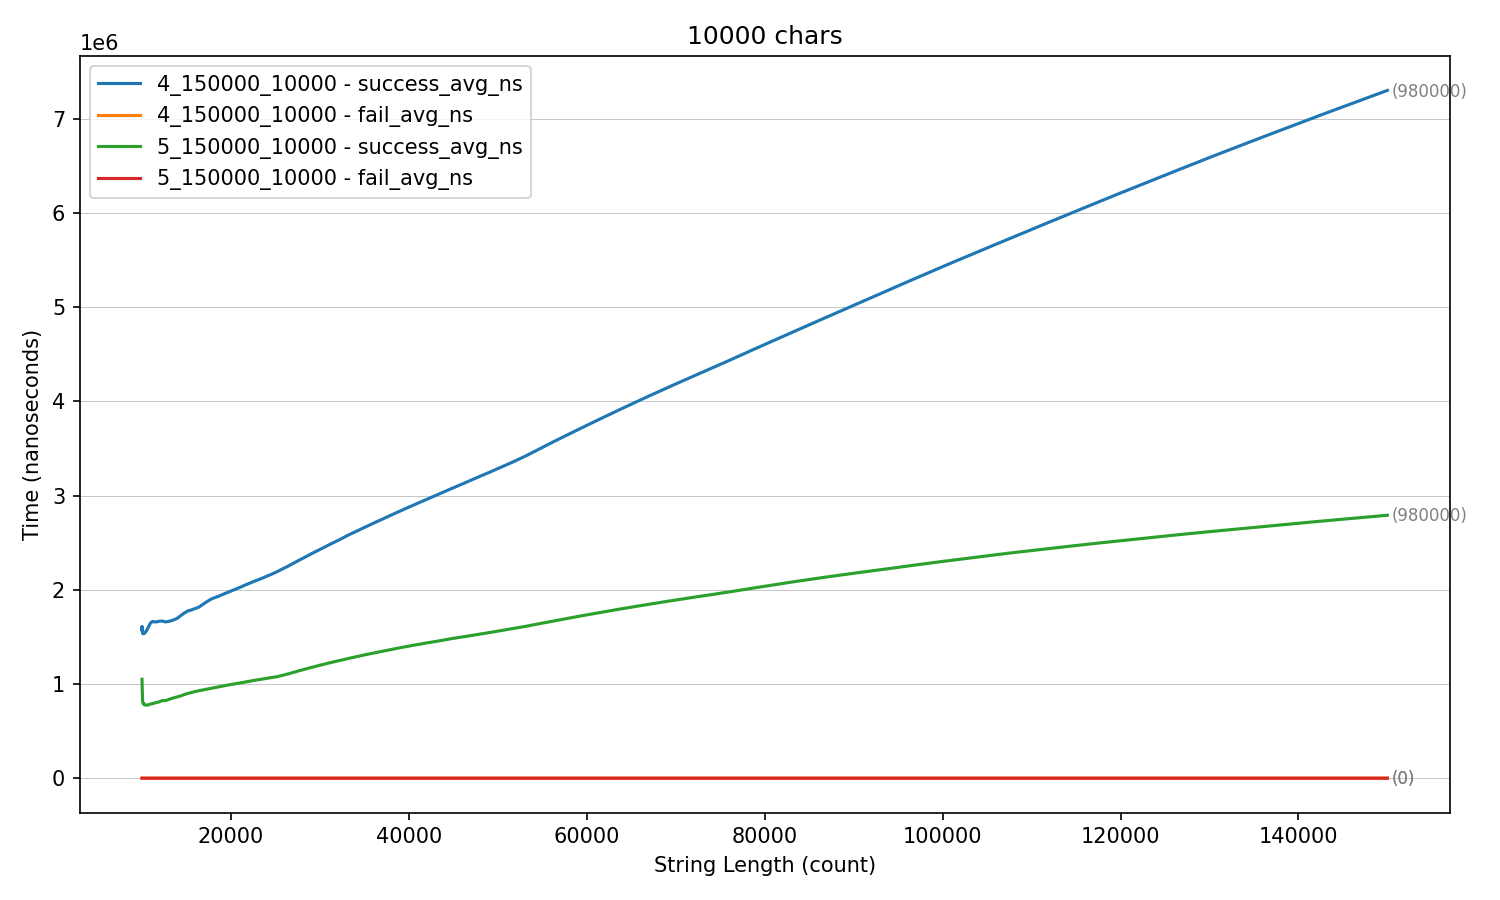 10000 chars
1e6
4_150000_10000 - success_avg_ns
4_150000_10000 - fail_avg_ns
5_150000_10000 - success_avg_ns
5_150000_10000 - fail_avg_ns
(980000)
(980000)
(0)
7
6
5
4
3
2
1
0
Time (nanoseconds)
20000 40000 60000 80000 100000 120000 140000
String Length (count)